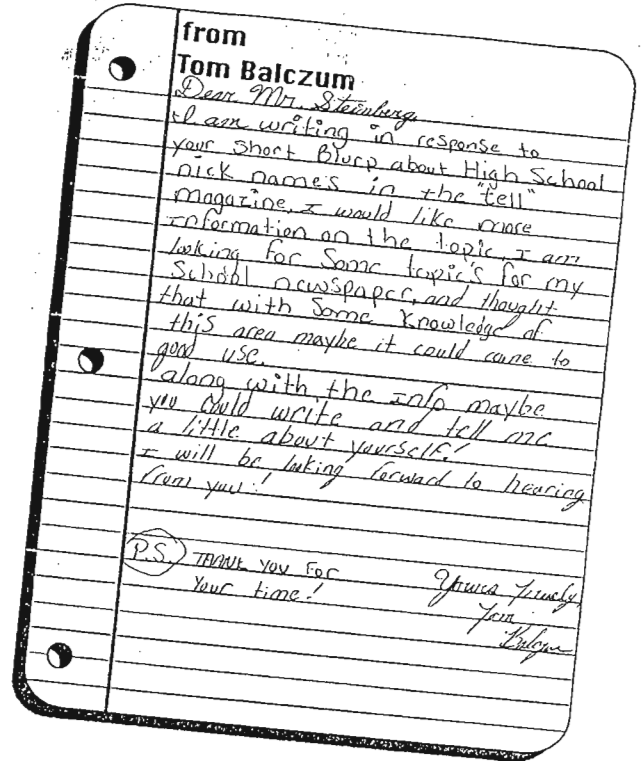 from
Tom Balczum
Dear Mr. Steinberg,
I am writing in response to
your short Blurp about High School
nick name's in the "tell"
magazine, I would like more
information on the topic, I am
looking for Some topic's for my
School newspaper, and thought
that with Some Knowledge of
this area maybe it could come to
good use.
along with the info maybe
you could write and tell me
a little about yourself!
I will be looking forward to hearing
from you!
P.S. THANK YOU FOR
Your time!
Yours Truely,
Tom